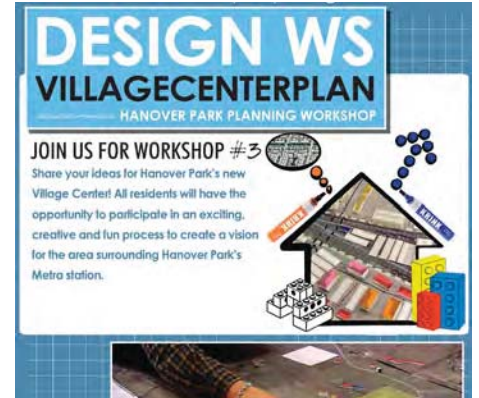 DESIGN WS
VILLAGECENTERPLAN
HANOVER PARK PLANNING WORKSHOP
JOIN US FOR WORKSHOP #3
Share your ideas for Hanover Park's new
Village Center! All residents will have the
opportunity to participate in an exciting,
creative and fun process to create a vision
for the area surrounding Hanover Park's
Metra station.
KRINK
KRINK